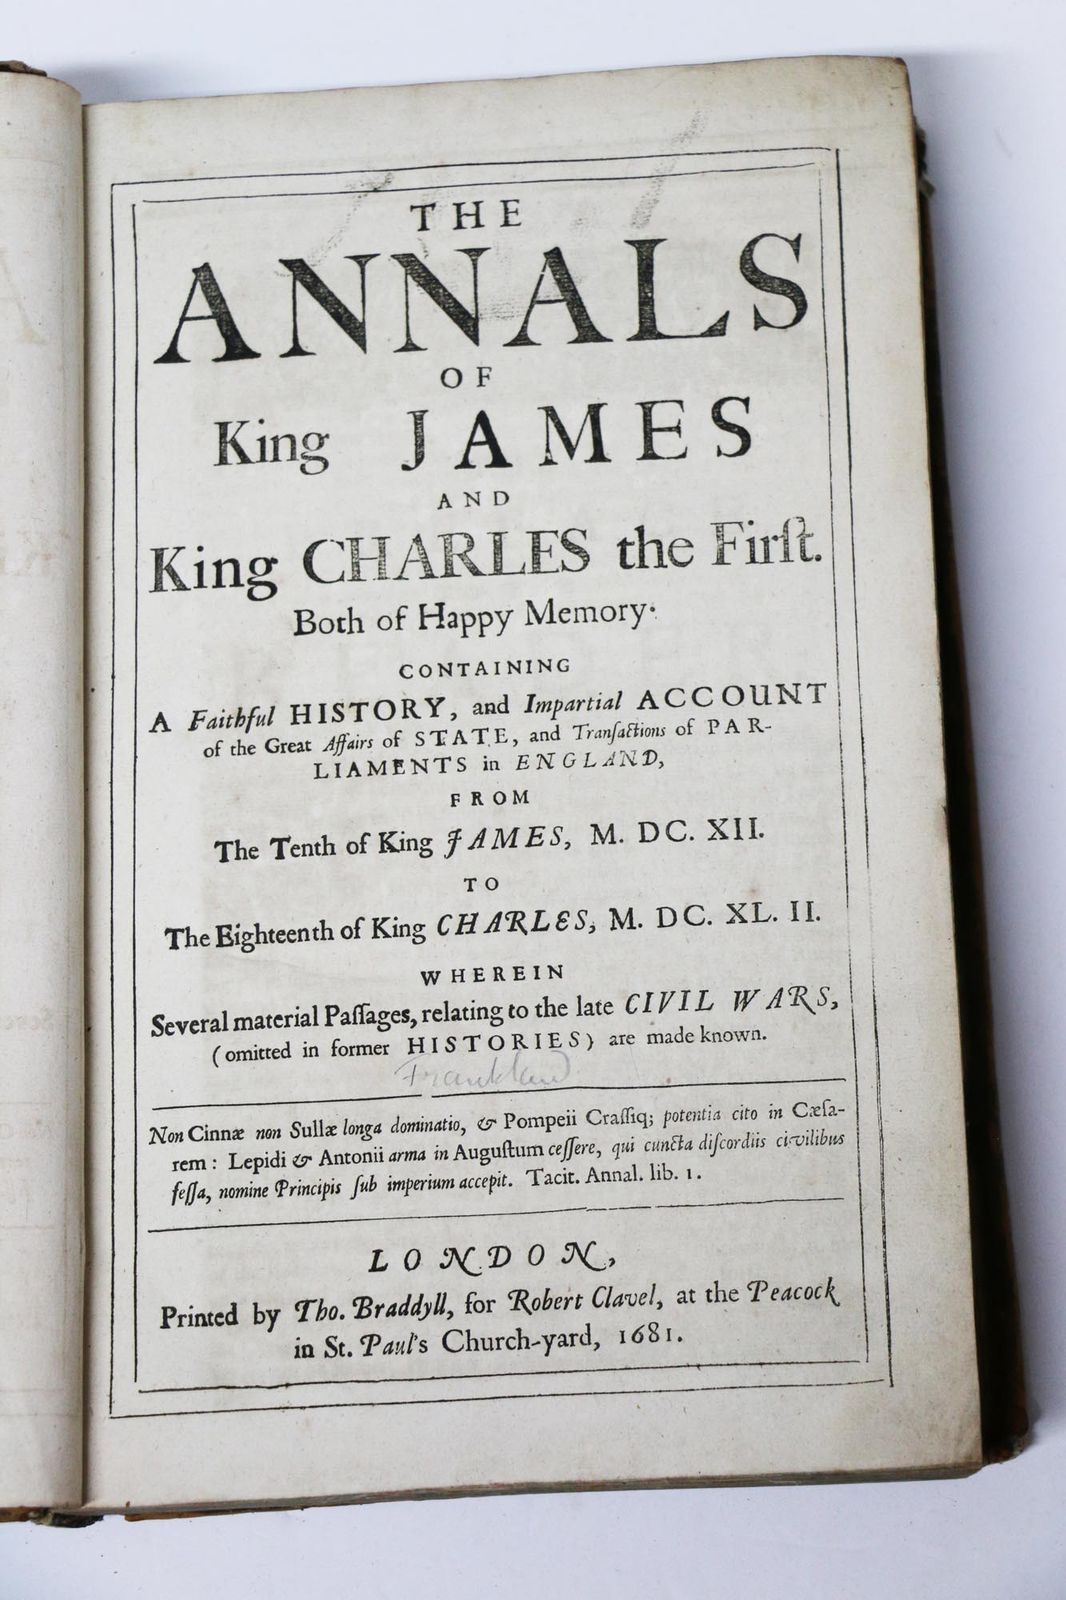 THE
ANNALS
OF
King JAMES
AND
King CHARLES the Firſt.
Both of Happy Memory.
CONTAINING
A Faithful HISTORY, and Impartial ACCOUNT
of the Great Affairs of STATE, and Tranſactions of PAR-
LIAMENTS in ENGLAND,
FROM
The Tenth of King JAMES, M. DC. XII.
TO
The Eighteenth of King CHARLES, M. DC. XL. II.
WHEREIN
Several material Paſſages, relating to the late CIVIL WARS,
(omitted in former HISTORIES) are made known.
Frankland
Non Cinnæ non Sullæ longa dominatio, & Pompeii Craſſiq; potentia cito in Cæſa-
rem: Lepidi & Antonii arma in Auguſtum ceſſere, qui cuncta diſcordiis civilibus
feſſa, nomine Principis ſub imperium accepit. Tacit. Annal. lib. 1.
LONDON,
Printed by Tho. Braddyll, for Robert Clavel, at the Peacock
in St. Paul's Church-yard, 1681.